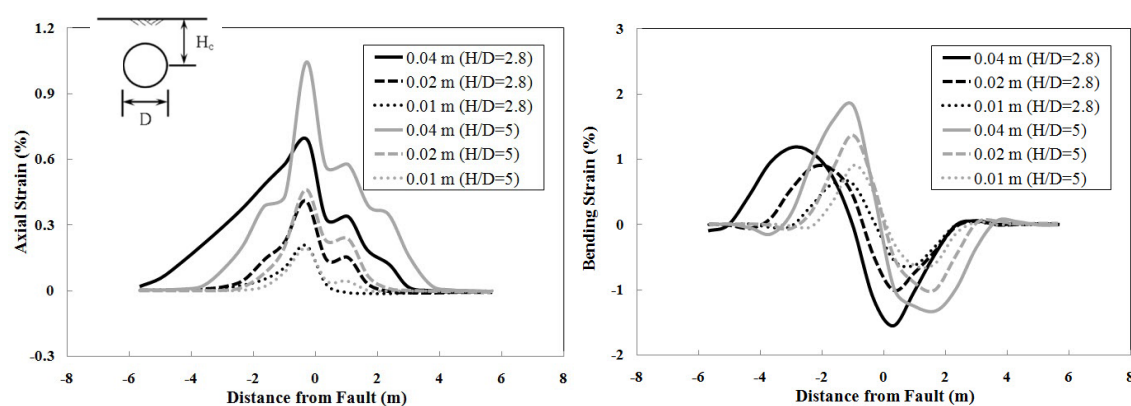 1.2
0.9
0.6
0.3
0
-0.3
Axial Strain (%)
H_c
D
0.04 m (H/D=2.8)
0.02 m (H/D=2.8)
0.01 m (H/D=2.8)
0.04 m (H/D=5)
0.02 m (H/D=5)
0.01 m (H/D=5)
-8 -6 -4 -2 0 2 4 6 8
Distance from Fault (m)
3
2
1
0
-1
-2
Bending Strain (%)
0.04 m (H/D=2.8)
0.02 m (H/D=2.8)
0.01 m (H/D=2.8)
0.04 m (H/D=5)
0.02 m (H/D=5)
0.01 m (H/D=5)
-8 -6 -4 -2 0 2 4 6 8
Distance from Fault (m)